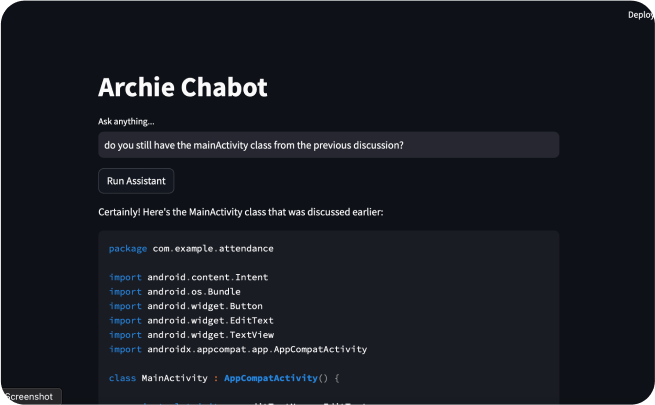 Deploy
Archie Chabot
Ask anything...
do you still have the mainActivity class from the previous discussion?
Run Assistant
Certainly! Here's the MainActivity class that was discussed earlier:
package com.example.attendance
import android.content.Intent
import android.os.Bundle
import android.widget.Button
import android.widget.EditText
import android.widget.TextView
import androidx.appcompat.app.AppCompatActivity
class MainActivity : AppCompatActivity() {
Screenshot